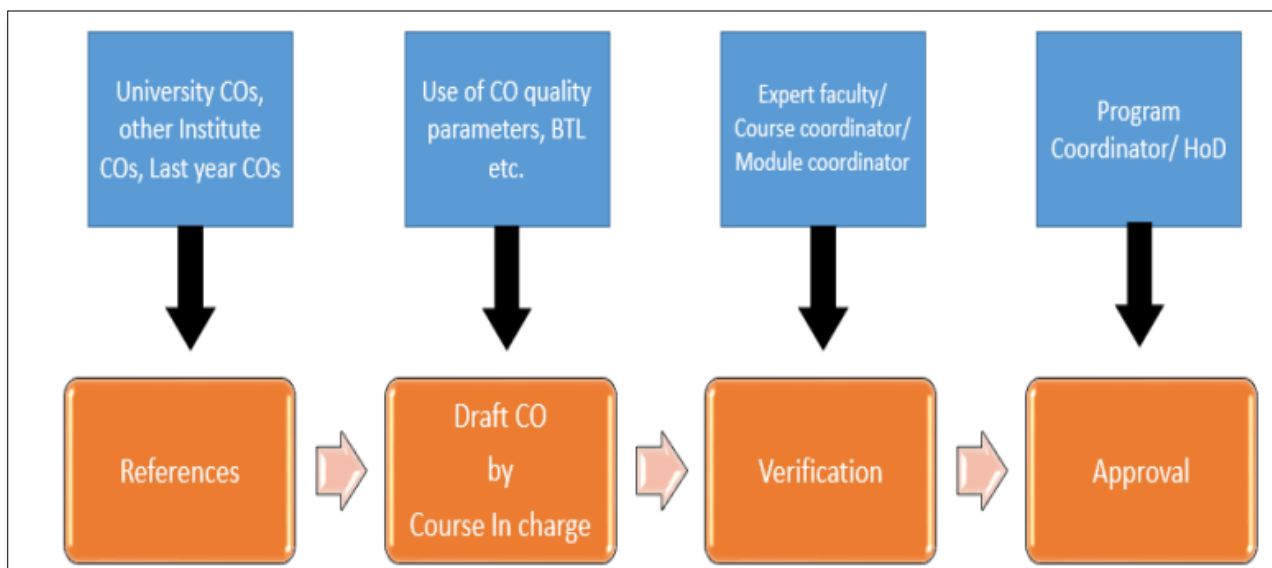 University COs,
other Institute
COs, Last year COs
Use of CO quality
parameters, BTL
etc.
Expert faculty/
Course coordinator/
Module coordinator
Program
Coordinator/ HoD
References
Draft CO
by
Course In charge
Verification
Approval